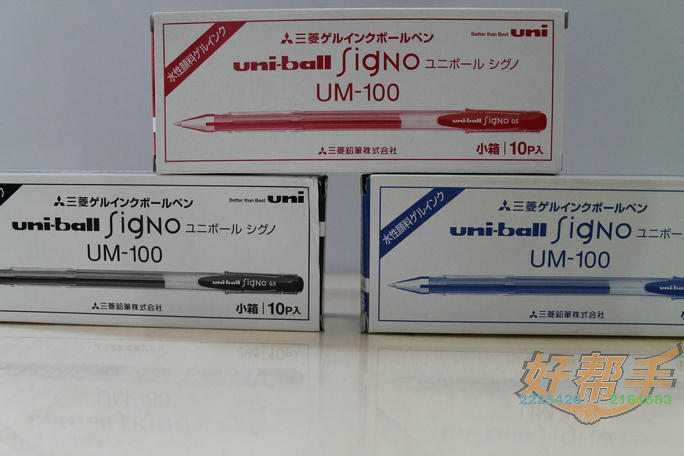 水性顔料ゲルインク
三菱ゲルインクボールペン
Better than Best uni
uni-ball SigNo ユニボール シグノ
UM-100
uni-ball SigNo 0.5
三菱鉛筆株式会社
小箱 10P入
三菱ゲルインクボールペン
Better than Best uni
uni-ball SigNo ユニボール シグノ
UM-100
uni-ball SigNo 0.5
三菱鉛筆株式会社
小箱 10P入
水性顔料ゲルインク
三菱ゲルインクボールペン
uni-ball SigNo ユニボー
UM-100
uni-ball
三菱鉛筆株式会社
好帮手
2225426 2161563